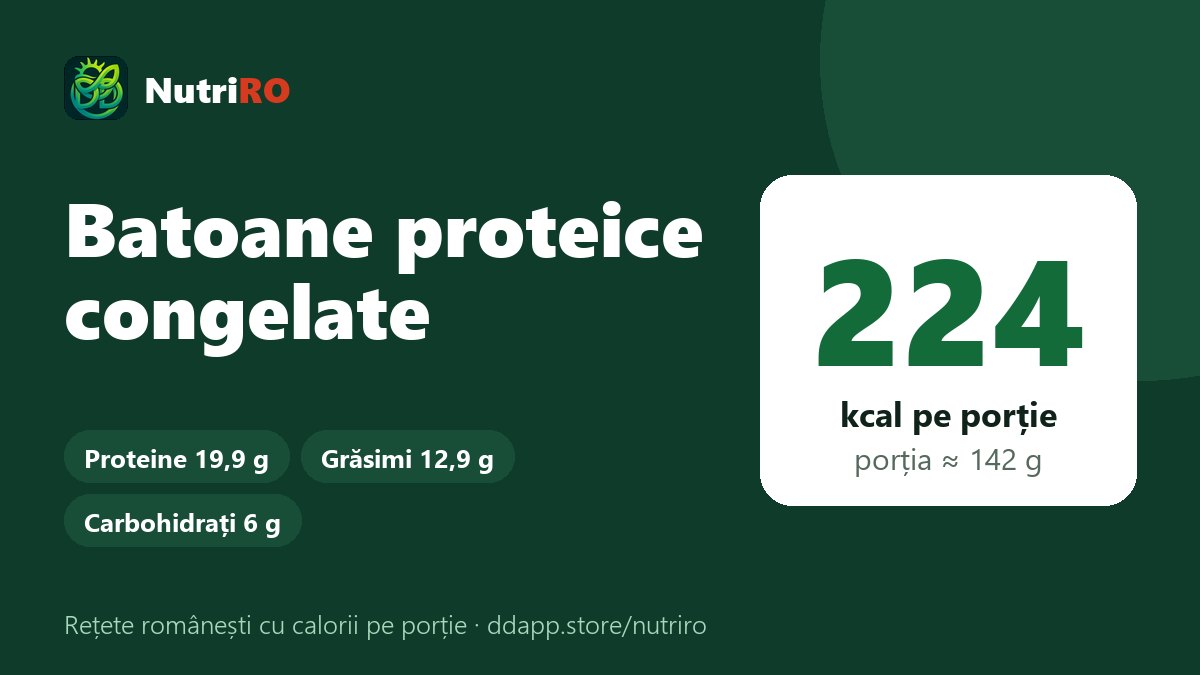 NutriRO
Batoane proteice
congelate
224
kcal pe porție
porția ≈ 142 g
Proteine 19,9 g
Grăsimi 12,9 g
Carbohidrați 6 g
Rețete românești cu calorii pe porție · ddapp.store/nutriro